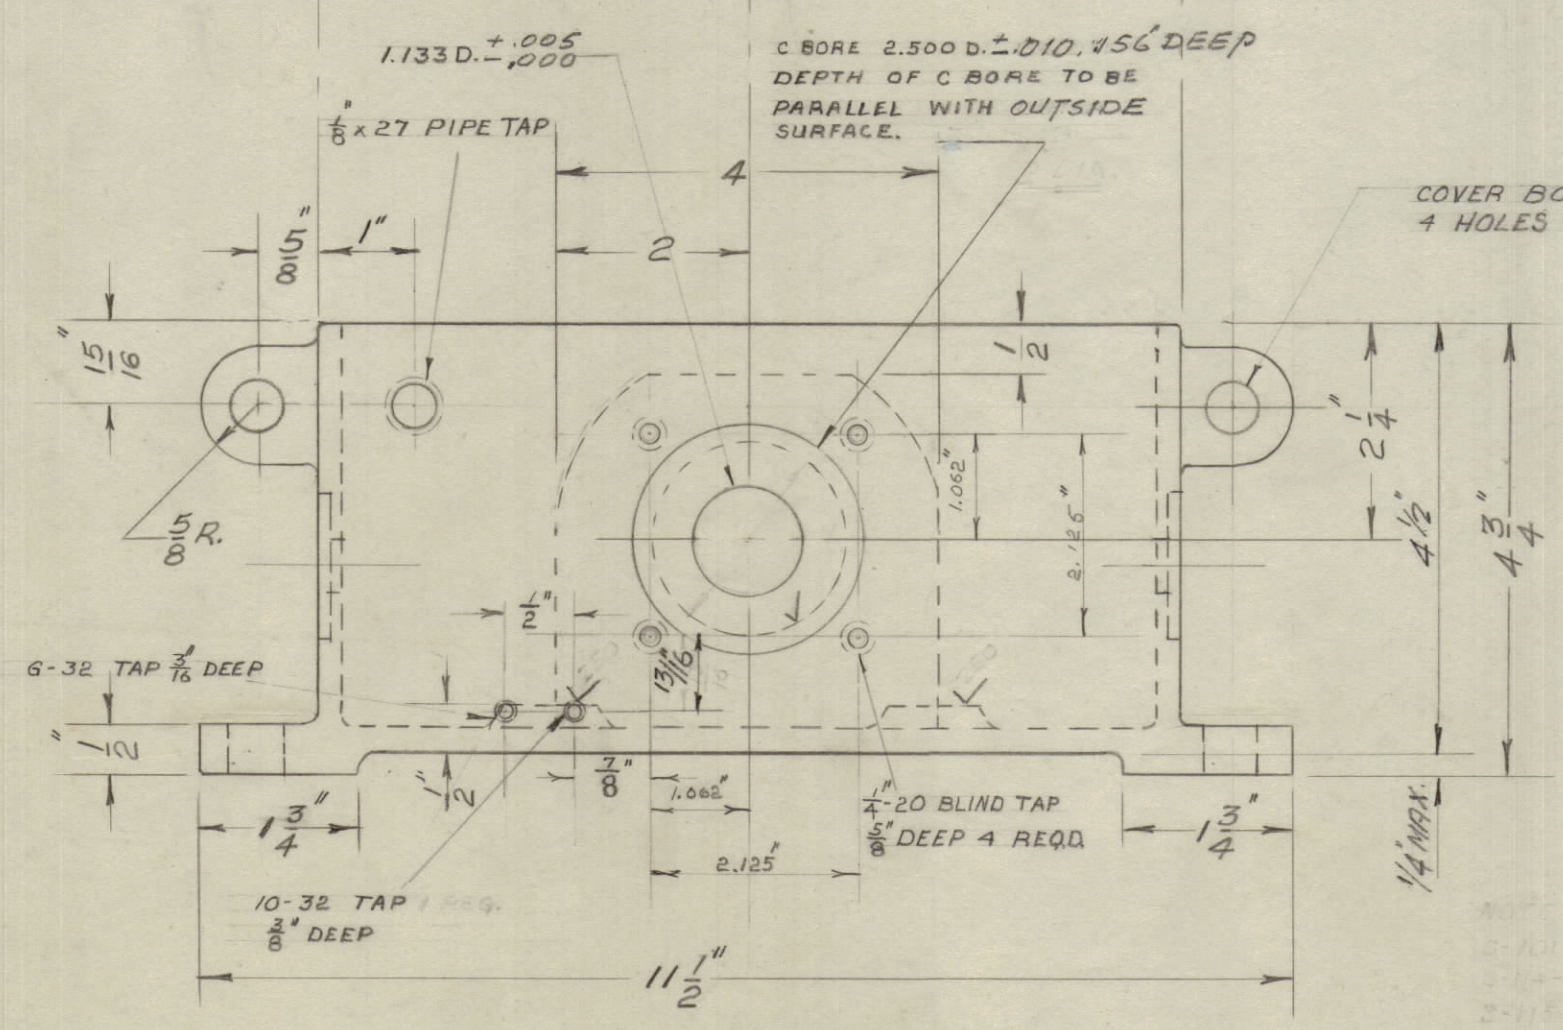 1.133 D. +.005 -.000
C BORE 2.500 D. ±.010, .156 DEEP
DEPTH OF C BORE TO BE
PARALLEL WITH OUTSIDE
SURFACE.
1/8" x 27 PIPE TAP
4
COVER
4 HOLES
5/8"
1"
2
15/16"
1/2
2 1/4"
4 1/2"
4 3/4"
1.062"
2.125"
5/8 R.
1/2"
6-32 TAP 3/16" DEEP
13/16"
1/2"
1/2"
7/8"
1.062"
1/4"-20 BLIND TAP
5/8" DEEP 4 REQD.
1 3/4"
1 3/4"
1/4" MAX.
2.125"
10-32 TAP 1 REQ.
3/8" DEEP
11 1/2"